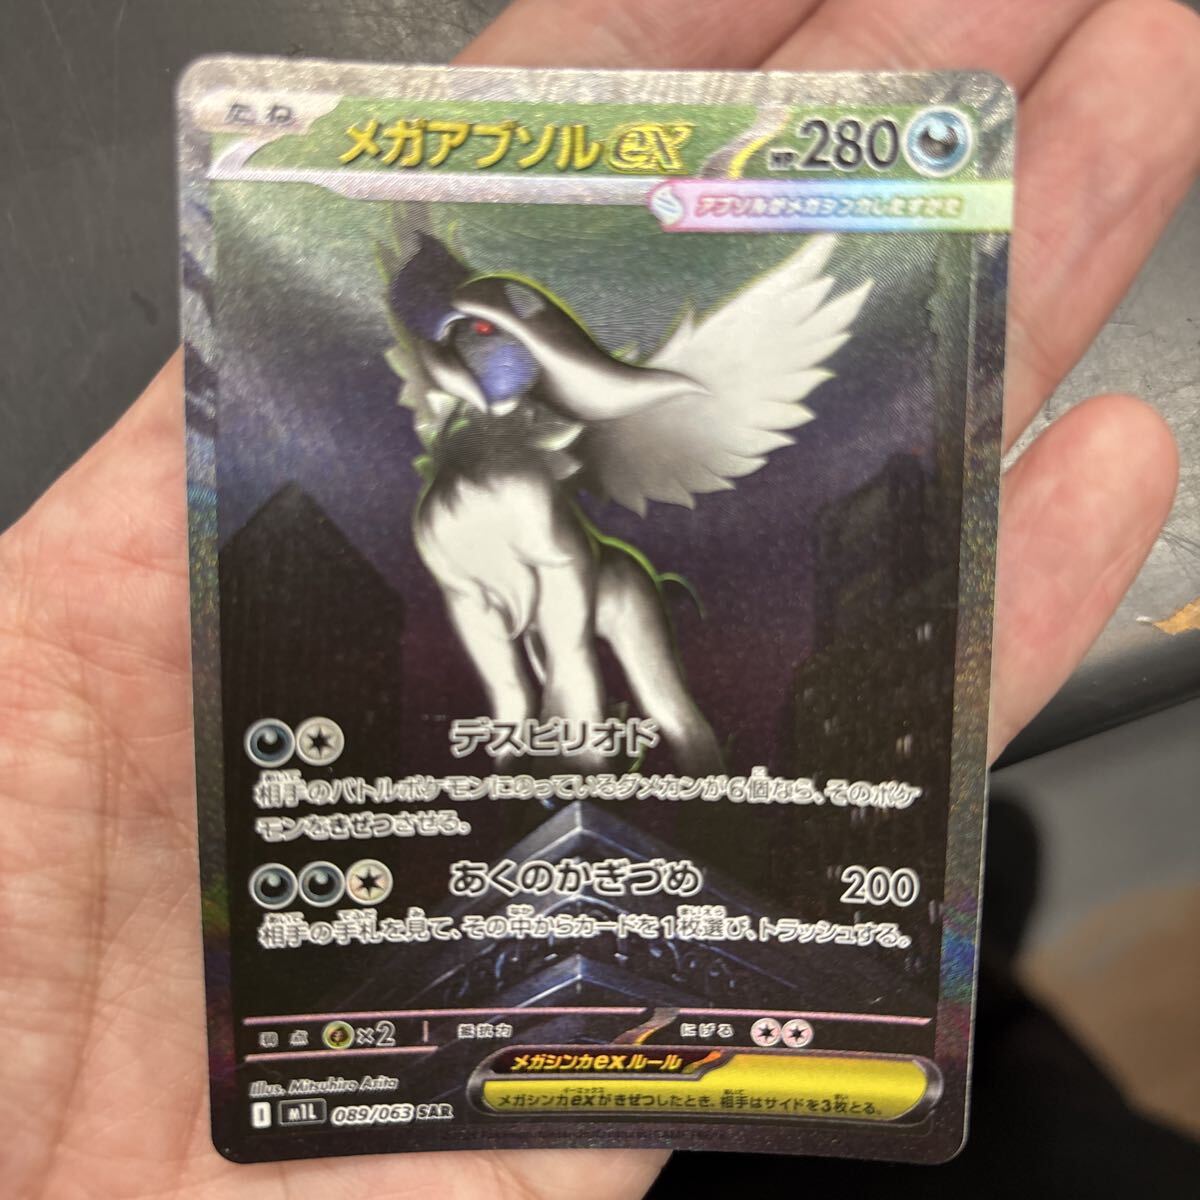 たね
メガアブソルex
HP 280
アブソルがメガシンカしたすがた
デスピリオド
相手のバトルポケモンにのっているダメカンが6個なら、そのポケ
モンをきぜつさせる。
あくのかぎづめ 200
相手の手札を見て、その中からカードを1枚選び、トラッシュする。
弱点 ×2 抵抗力 にげる
メガシンカexルール
メガシンカexがきぜつしたとき、相手はサイドを3枚とる。
Illus. Mitsuhiro Arita
M1L 089/063 SAR